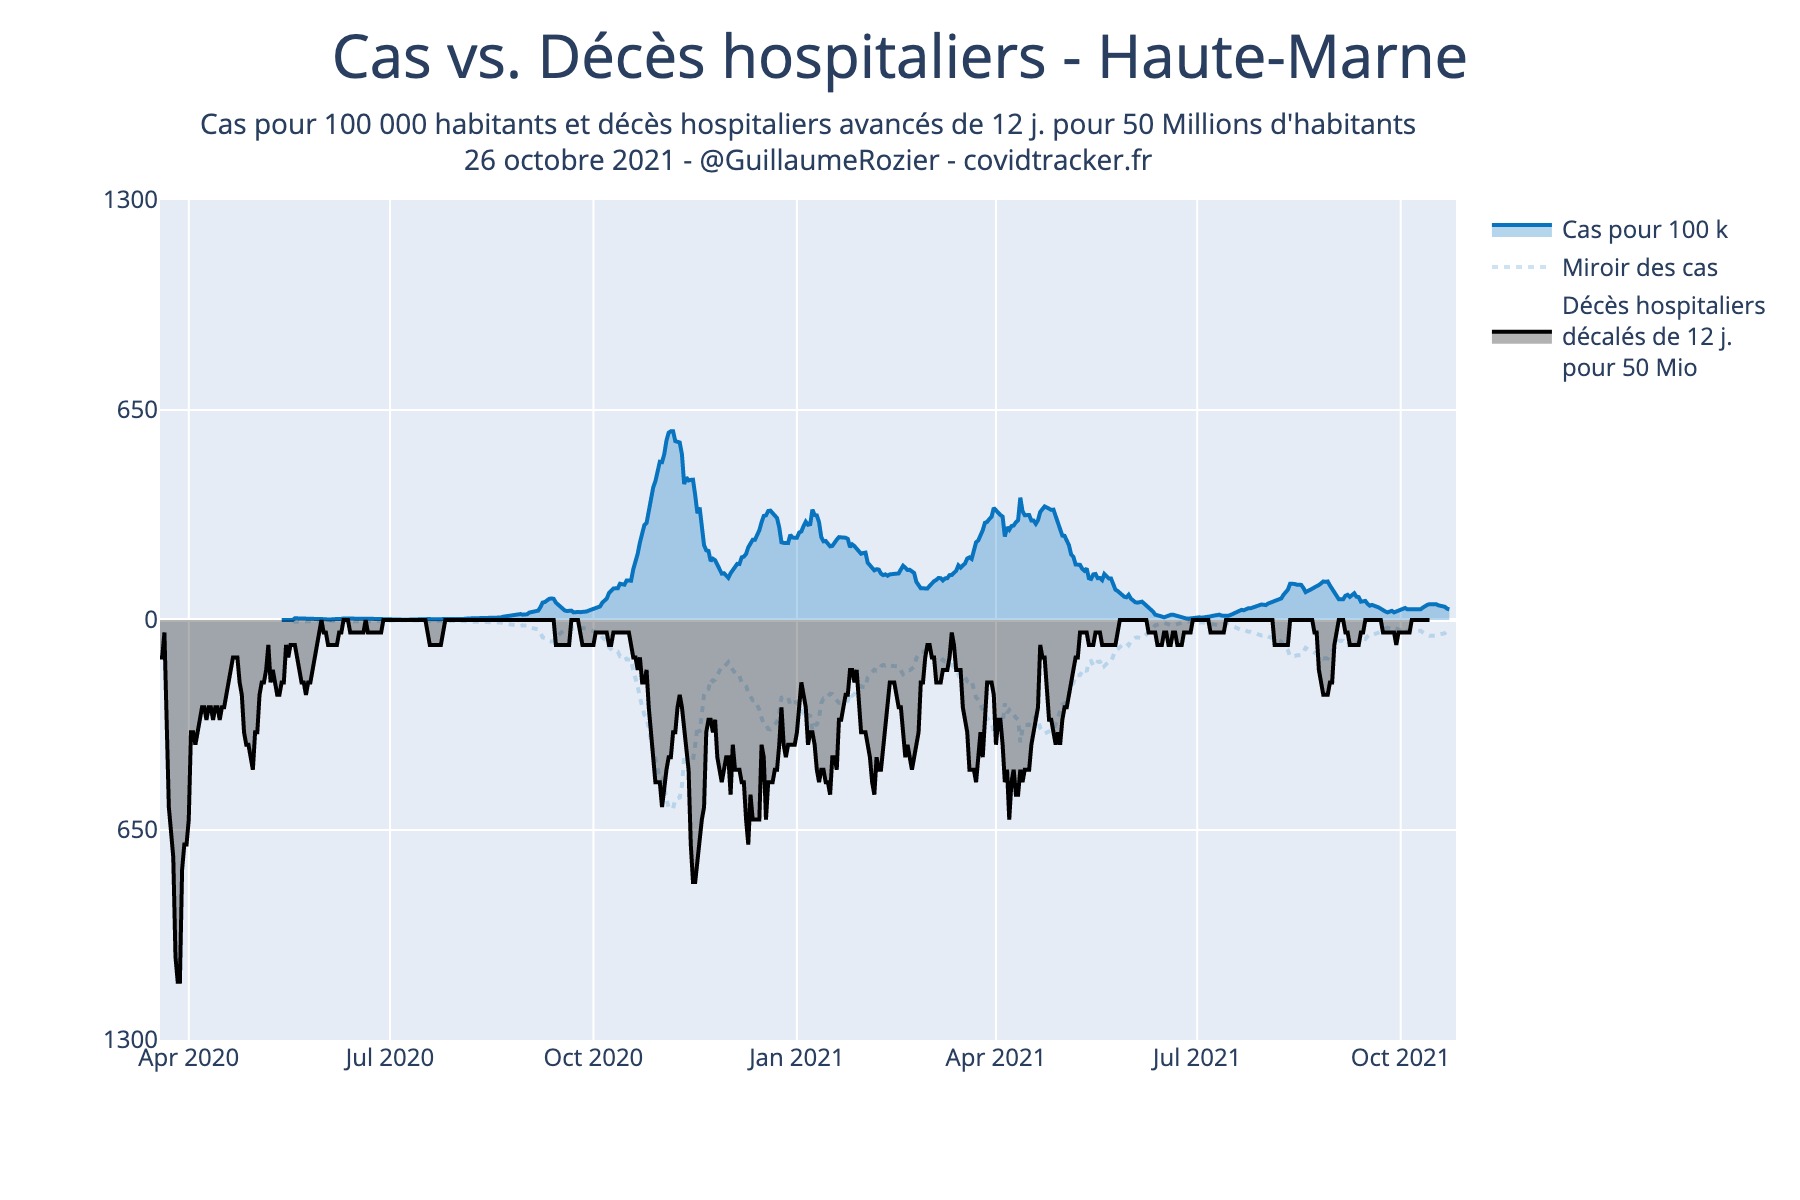 Cas vs. Décès hospitaliers - Haute-Marne
Cas pour 100 000 habitants et décès hospitaliers avancés de 12 j. pour 50 Millions d'habitants
26 octobre 2021 - @GuillaumeRozier - covidtracker.fr
1300
650
0
650
1300
Apr 2020
Jul 2020
Oct 2020
Jan 2021
Apr 2021
Jul 2021
Oct 2021
Cas pour 100 k
Miroir des cas
Décès hospitaliers
décalés de 12 j.
pour 50 Mio